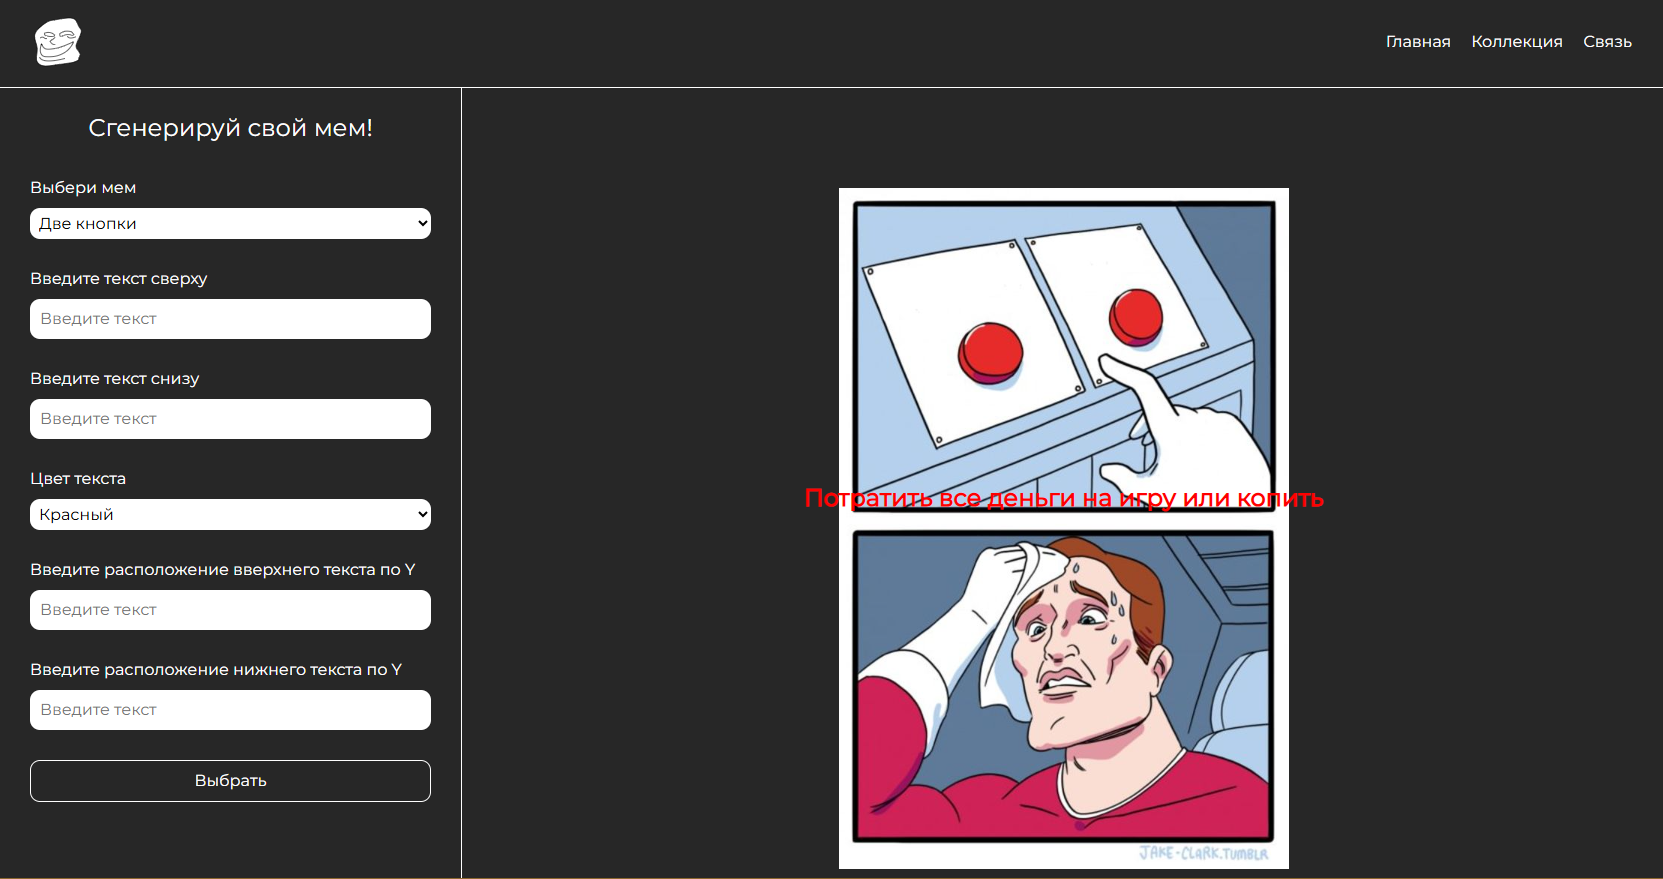 Главная Коллекция Связь
Сгенерируй свой мем!
Выбери мем
Две кнопки
Введите текст сверху
Введите текст
Введите текст снизу
Введите текст
Цвет текста
Красный
Введите расположение вверхнего текста по Y
Введите текст
Введите расположение нижнего текста по Y
Введите текст
Выбрать
Потратить все деньги на игру или копить
JAKE-CLARK.TUMBLR